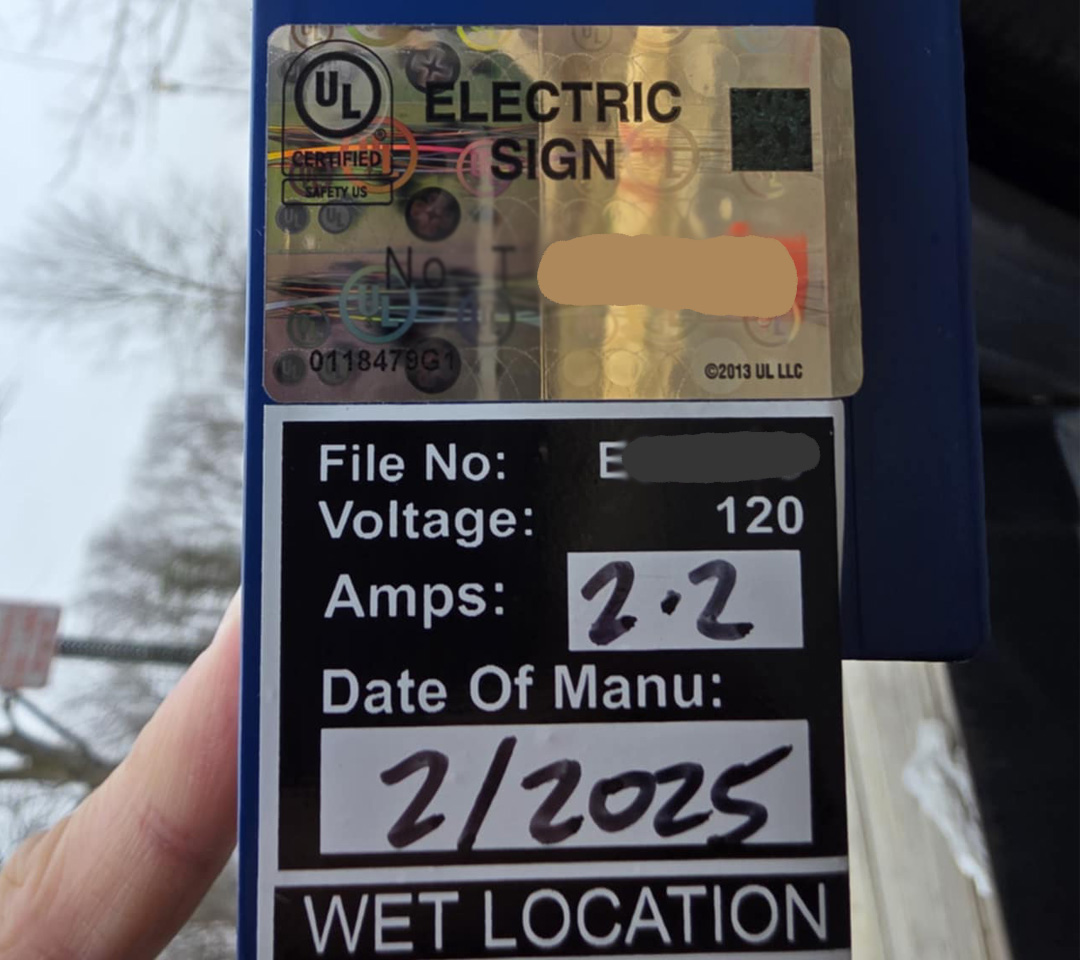 UL
CERTIFIED
SAFETY US
ELECTRIC
SIGN
No T
0118479G1
©2013 UL LLC
File No: E
Voltage: 120
Amps: 2.2
Date Of Manu:
2/2025
WET LOCATION